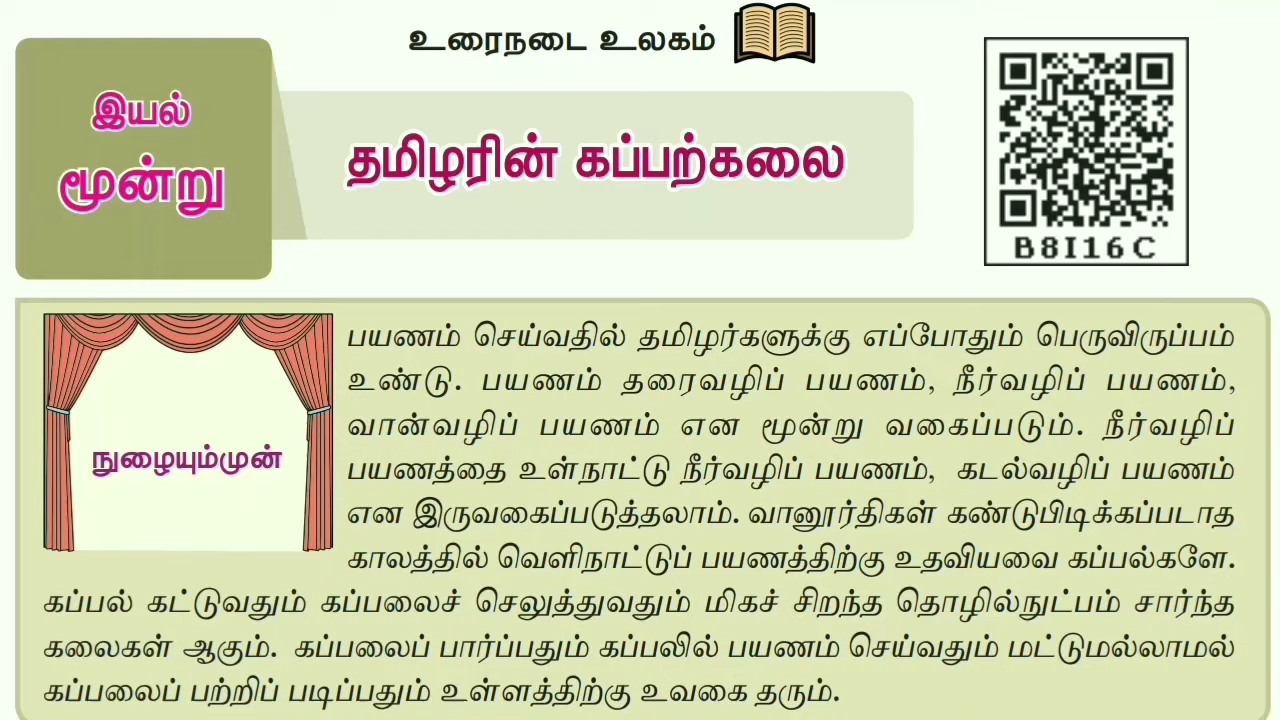 உரைநடை உலகம்
இயல்
மூன்று
தமிழரின் கப்பற்கலை
B8I16C
நுழையும்முன்
பயணம் செய்வதில் தமிழர்களுக்கு எப்போதும் பெருவிருப்பம்
உண்டு. பயணம் தரைவழிப் பயணம், நீர்வழிப் பயணம்,
வான்வழிப் பயணம் என மூன்று வகைப்படும். நீர்வழிப்
பயணத்தை உள்நாட்டு நீர்வழிப் பயணம், கடல்வழிப் பயணம்
என இருவகைப்படுத்தலாம். வானூர்திகள் கண்டுபிடிக்கப்படாத
காலத்தில் வெளிநாட்டுப் பயணத்திற்கு உதவியவை கப்பல்களே.
கப்பல் கட்டுவதும் கப்பலைச் செலுத்துவதும் மிகச் சிறந்த தொழில்நுட்பம் சார்ந்த
கலைகள் ஆகும். கப்பலைப் பார்ப்பதும் கப்பலில் பயணம் செய்வதும் மட்டுமல்லாமல்
கப்பலைப் பற்றிப் படிப்பதும் உள்ளத்திற்கு உவகை தரும்.